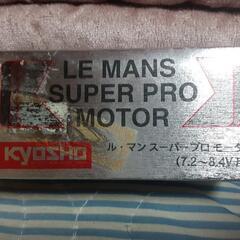 LE MANS
SUPER PRO
MOTOR
KYOSHO
ル・マンスーパープロモータ
(7.2~8.4V